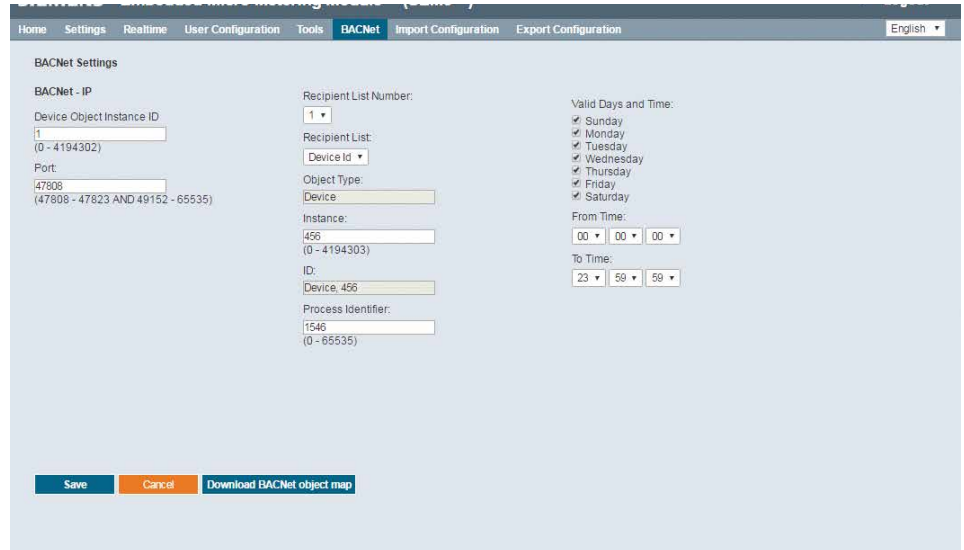 Home Settings Realtime User Configuration Tools BACNet Import Configuration Export Configuration English
BACNet Settings
BACNet - IP
Device Object Instance ID
1
(0 - 4194302)
Port:
47808
(47808 - 47823 AND 49152 - 65535)
Recipient List Number:
1
Recipient List:
Device Id
Object Type:
Device
Instance:
456
(0 - 4194303)
ID:
Device, 456
Process Identifier:
1546
(0 - 65535)
Valid Days and Time:
Sunday
Monday
Tuesday
Wednesday
Thursday
Friday
Saturday
From Time:
00 00 00
To Time:
23 59 59
Save Cancel Download BACNet object map